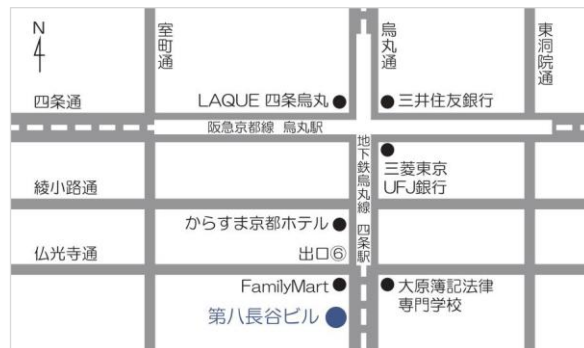 N
室町通
烏丸通
東洞院通
四条通
LAQUE 四条烏丸
三井住友銀行
阪急京都線 烏丸駅
地下鉄烏丸線 四条駅
三菱東京
UFJ銀行
綾小路通
からすま京都ホテル
仏光寺通
出口⑥
FamilyMart
大原簿記法律
専門学校
第八長谷ビル